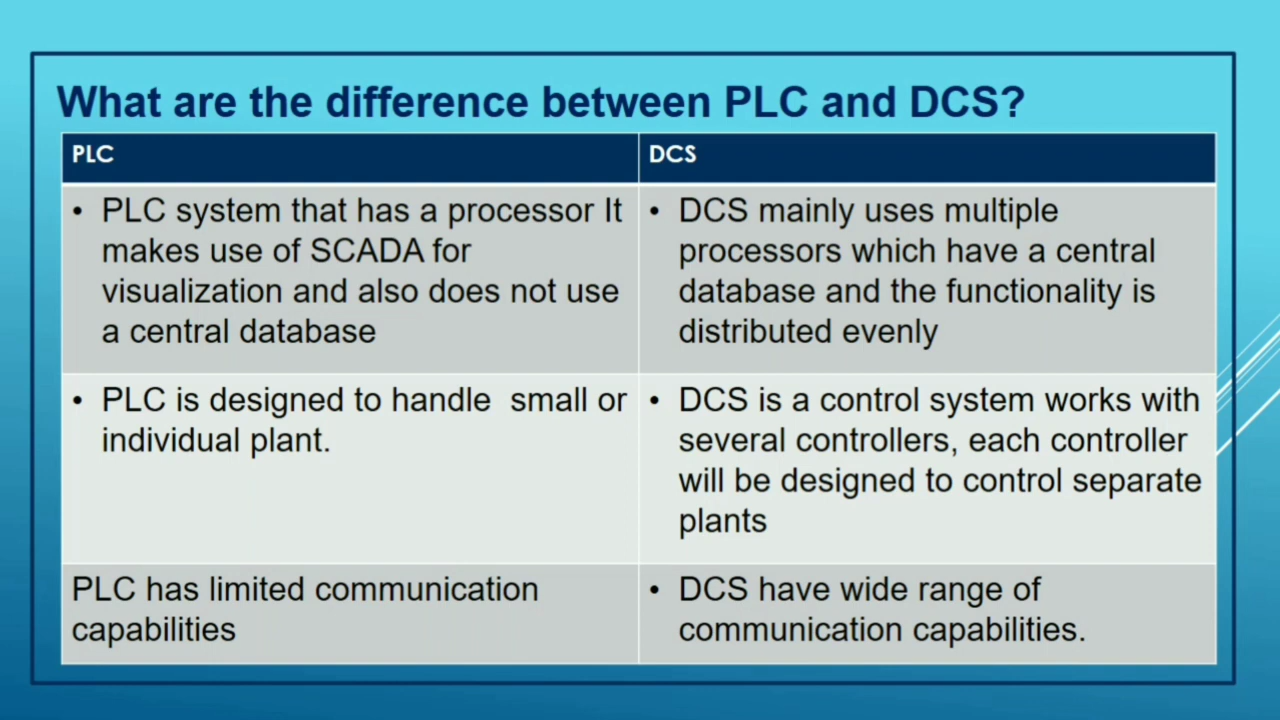 What are the difference between PLC and DCS?
PLC
DCS
• PLC system that has a processor It
makes use of SCADA for
visualization and also does not use
a central database
• DCS mainly uses multiple
processors which have a central
database and the functionality is
distributed evenly
• PLC is designed to handle  small or
individual plant.
• DCS is a control system works with
several controllers, each controller
will be designed to control separate
plants
PLC has limited communication
capabilities
• DCS have wide range of
communication capabilities.